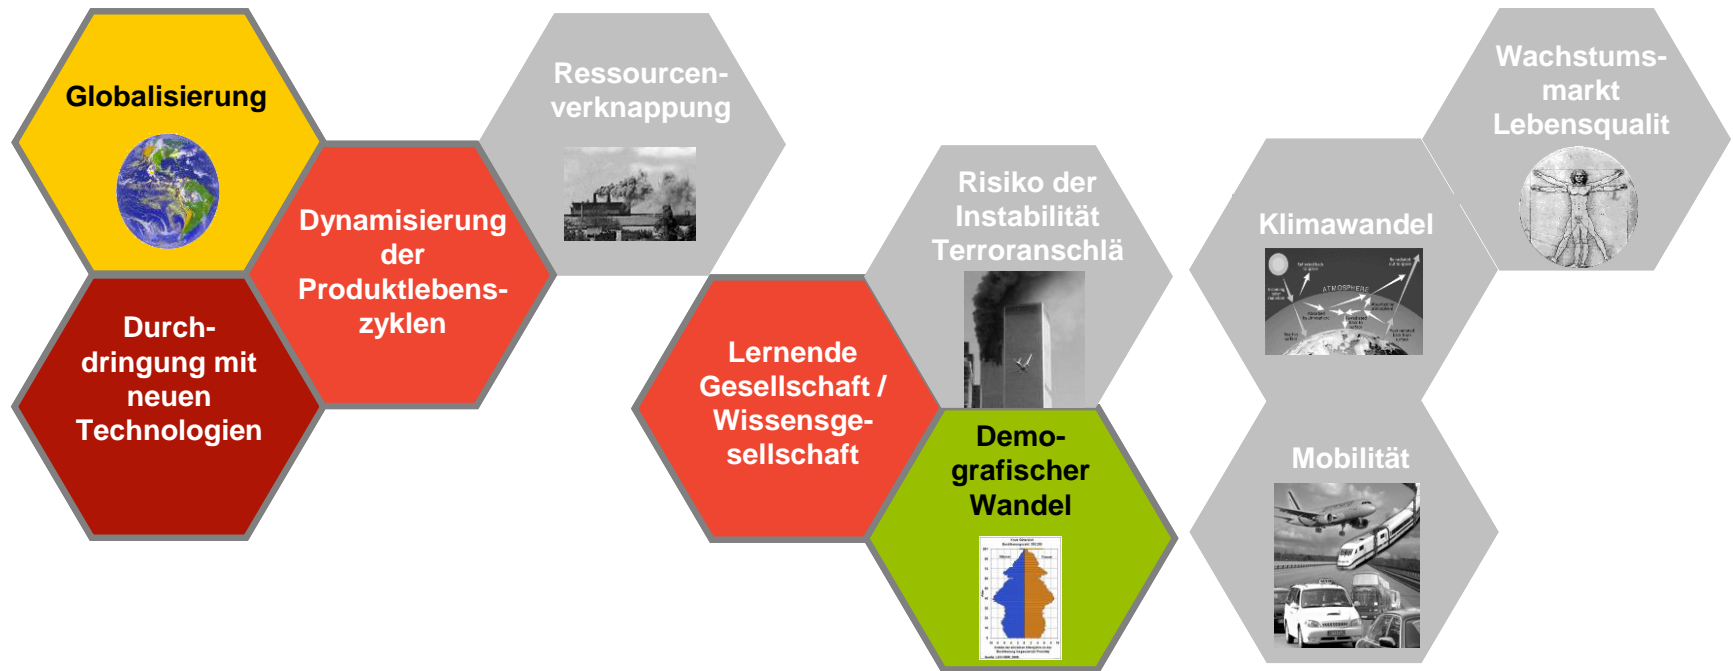 Globalisierung
Durch-
dringung mit
neuen
Technologien
Dynamisierung
der
Produktlebens-
zyklen
Ressourcen-
verknappung
Lernende
Gesellschaft /
Wissensge-
sellschaft
Risiko der
Instabilität
Terroranschlä
Demo-
grafischer
Wandel
Klimawandel
ATMOSPHERE
Mobilität
Wachstums-
markt
Lebensqualit